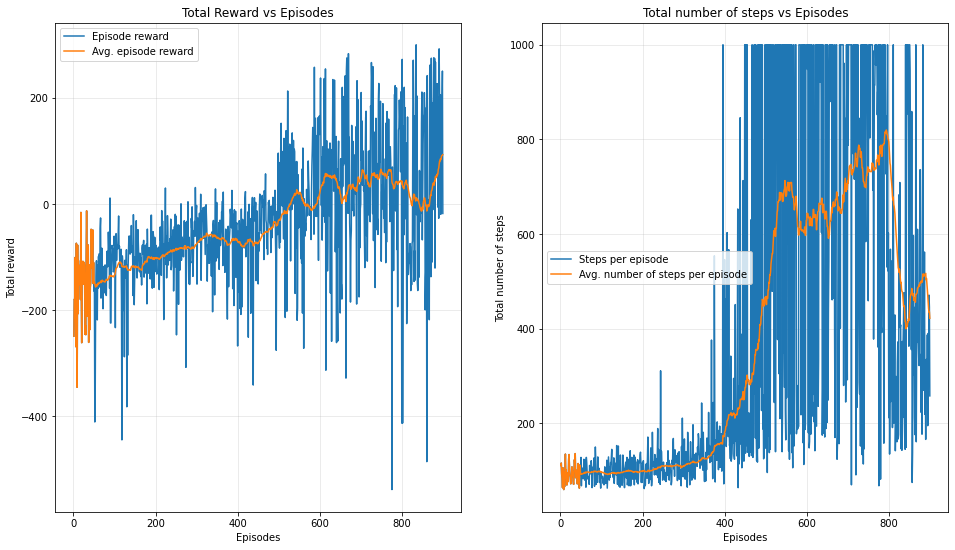 Total Reward vs Episodes
Episode reward
Avg. episode reward
200
0
−200
−400
Total reward
0
200
400
600
800
Episodes
Total number of steps vs Episodes
1000
800
600
400
200
Steps per episode
Avg. number of steps per episode
Total number of steps
0
200
400
600
800
Episodes